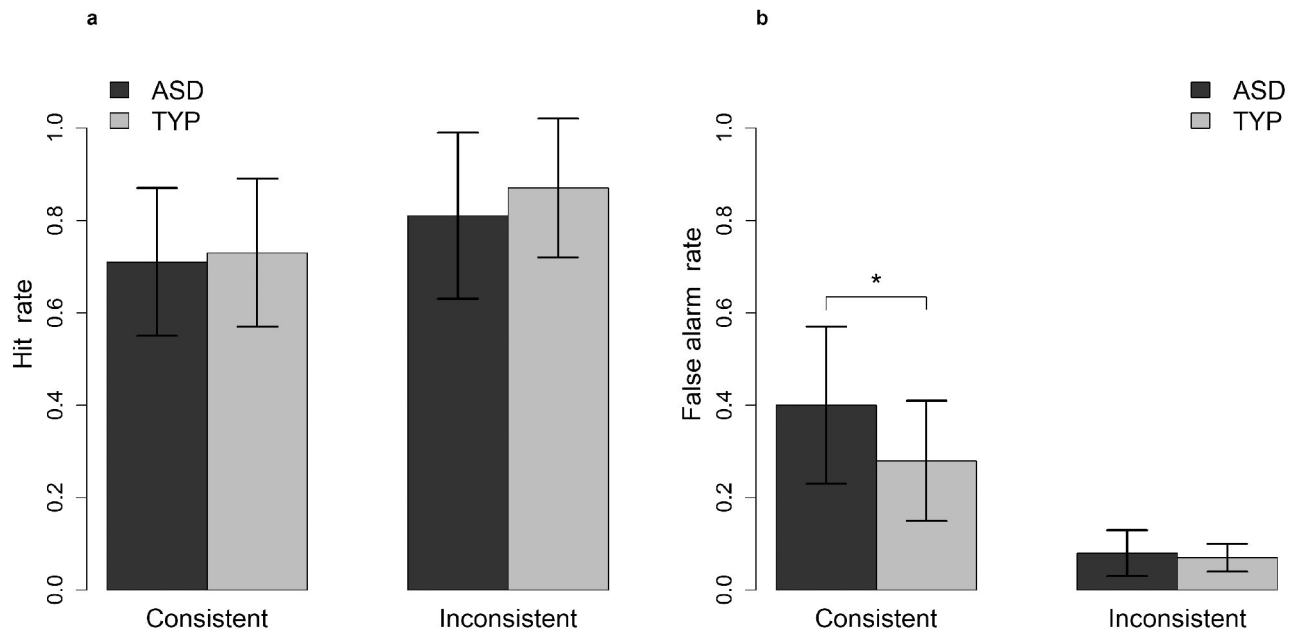 a
ASD
TYP
Hit rate
1.0
0.8
0.6
0.4
0.2
0.0
Consistent
Inconsistent
b
ASD
TYP
False alarm rate
1.0
0.8
0.6
0.4
0.2
0.0
*
Consistent
Inconsistent